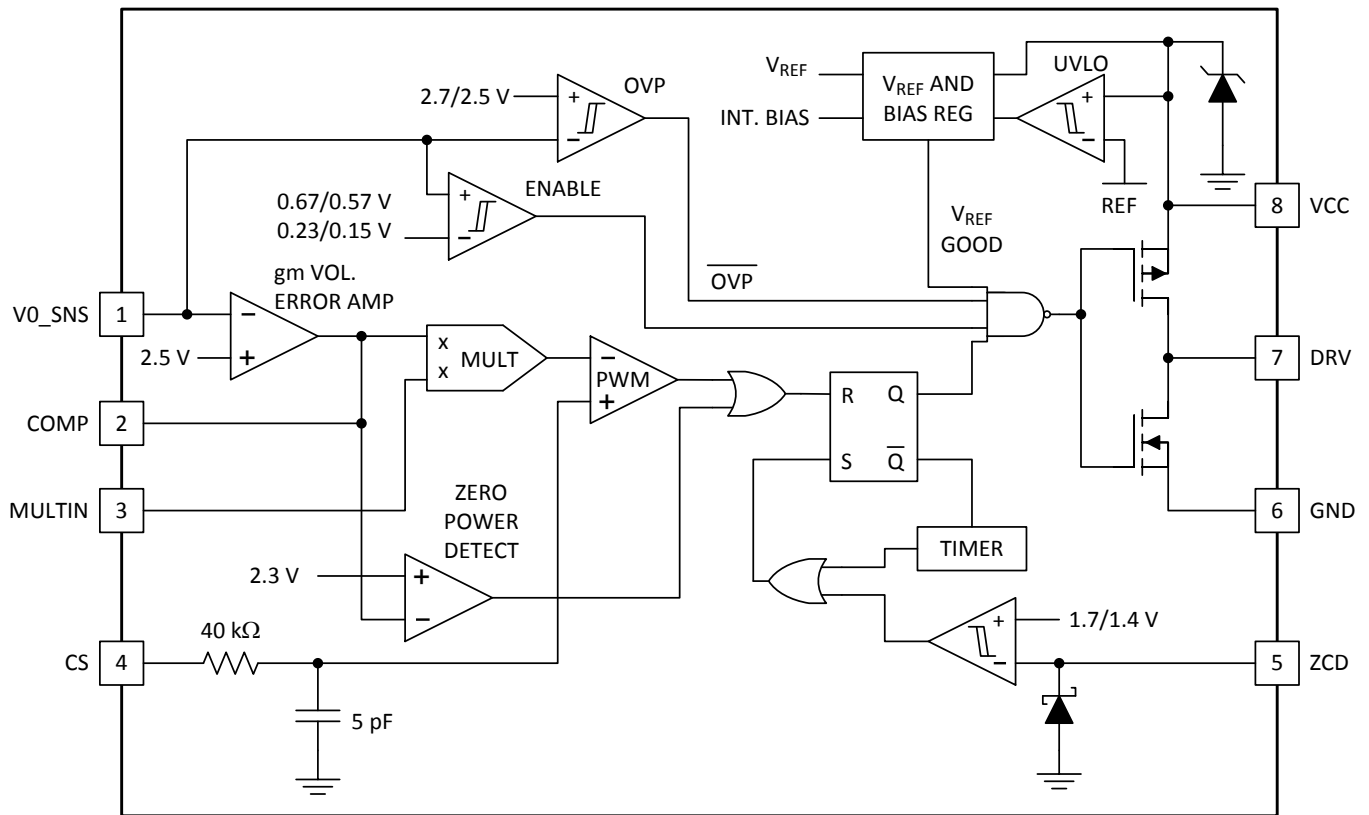 V0_SNS
1
COMP
2
MULTIN
3
CS
4
2.7/2.5 V
+
−
OVP
0.67/0.57 V
0.23/0.15 V
+
−
ENABLE
gm VOL.
ERROR AMP
−
+
2.5 V
x
x
MULT
−
PWM
+
ZERO
POWER
DETECT
2.3 V
+
−
40 kΩ
5 pF
VREF
INT. BIAS
VREF AND
BIAS REG
UVLO
+
−
REF
VREF
GOOD
OVP
R
Q
S
Q
TIMER
+
−
1.7/1.4 V
8
VCC
7
DRV
6
GND
5
ZCD